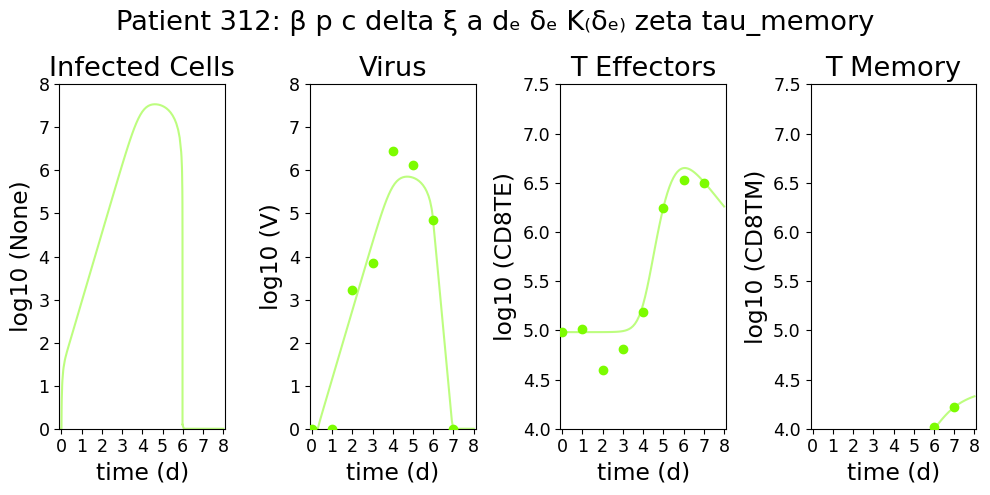 Patient 312: β p c delta ξ a dₑ δₑ K₍δₑ₎ zeta tau_memory
Infected Cells
Virus
T Effectors
T Memory
log10 (None)
8
7
6
5
4
3
2
1
0
0 1 2 3 4 5 6 7 8
time (d)
log10 (V)
8
7
6
5
4
3
2
1
0
0 1 2 3 4 5 6 7 8
time (d)
log10 (CD8TE)
7.5
7.0
6.5
6.0
5.5
5.0
4.5
4.0
0 1 2 3 4 5 6 7 8
time (d)
log10 (CD8TM)
7.5
7.0
6.5
6.0
5.5
5.0
4.5
4.0
0 1 2 3 4 5 6 7 8
time (d)